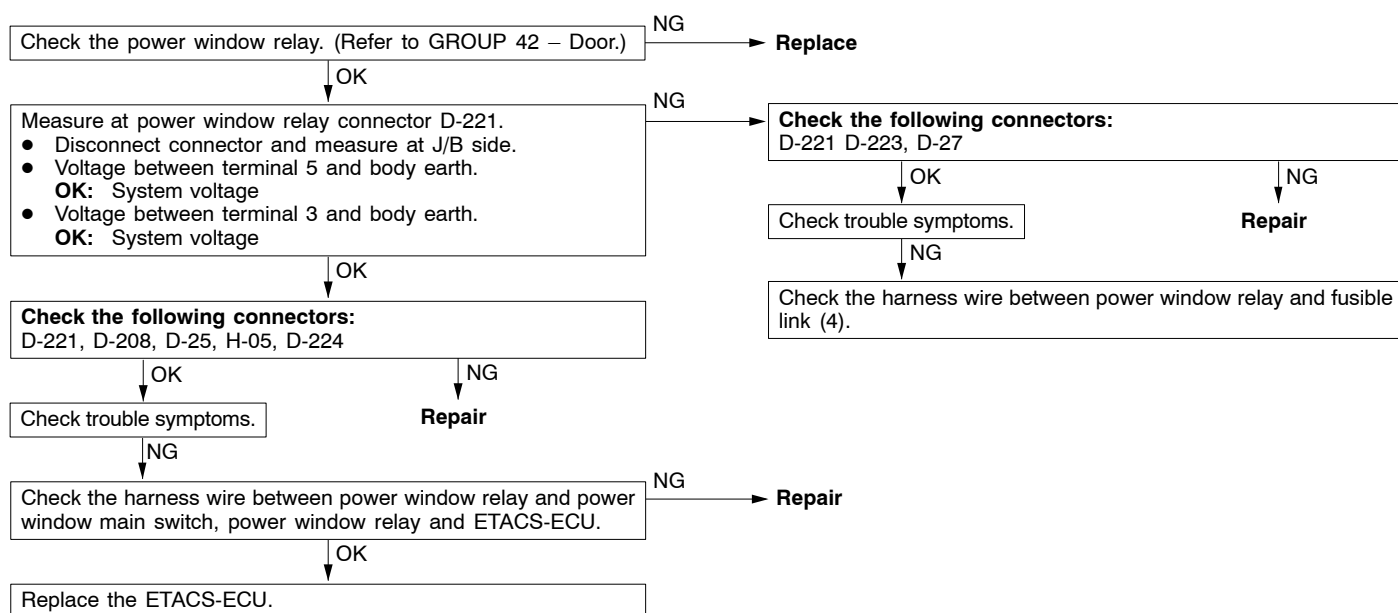 Check the power window relay. (Refer to GROUP 42 – Door.)
NG
Replace
OK
Measure at power window relay connector D-221.
● Disconnect connector and measure at J/B side.
● Voltage between terminal 5 and body earth.
OK: System voltage
● Voltage between terminal 3 and body earth.
OK: System voltage
NG
Check the following connectors:
D-221 D-223, D-27
OK
NG
Check trouble symptoms.
Repair
NG
Check the harness wire between power window relay and fusible
link (4).
OK
Check the following connectors:
D-221, D-208, D-25, H-05, D-224
OK
NG
Check trouble symptoms.
Repair
NG
Check the harness wire between power window relay and power
window main switch, power window relay and ETACS-ECU.
NG
Repair
OK
Replace the ETACS-ECU.